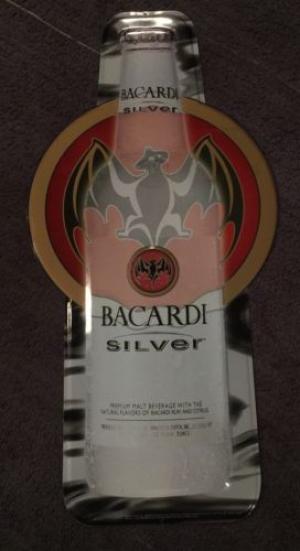 BACARDI
SILVER
BACARDI
SILVER
PREMIUM MALT BEVERAGE WITH THE
NATURAL FLAVORS OF BACARDI RUM AND CITRUS